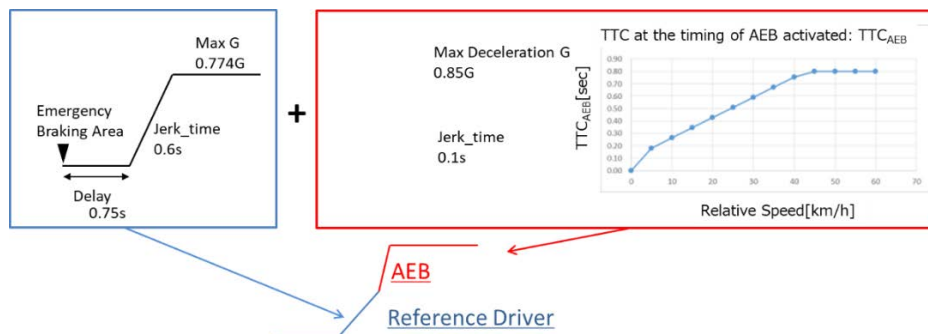 Max G
0.774G
Emergency
Braking Area
Jerk_time
0.6s
Delay
0.75s
+
Max Deceleration G
0.85G
Jerk_time
0.1s
TTC at the timing of AEB activated: TTCAEB
TTCAEB[sec]
0.90
0.80
0.70
0.60
0.50
0.40
0.30
0.20
0.10
0.00
0 10 20 30 40 50 60 70
Relative Speed[km/h]
AEB
Reference Driver